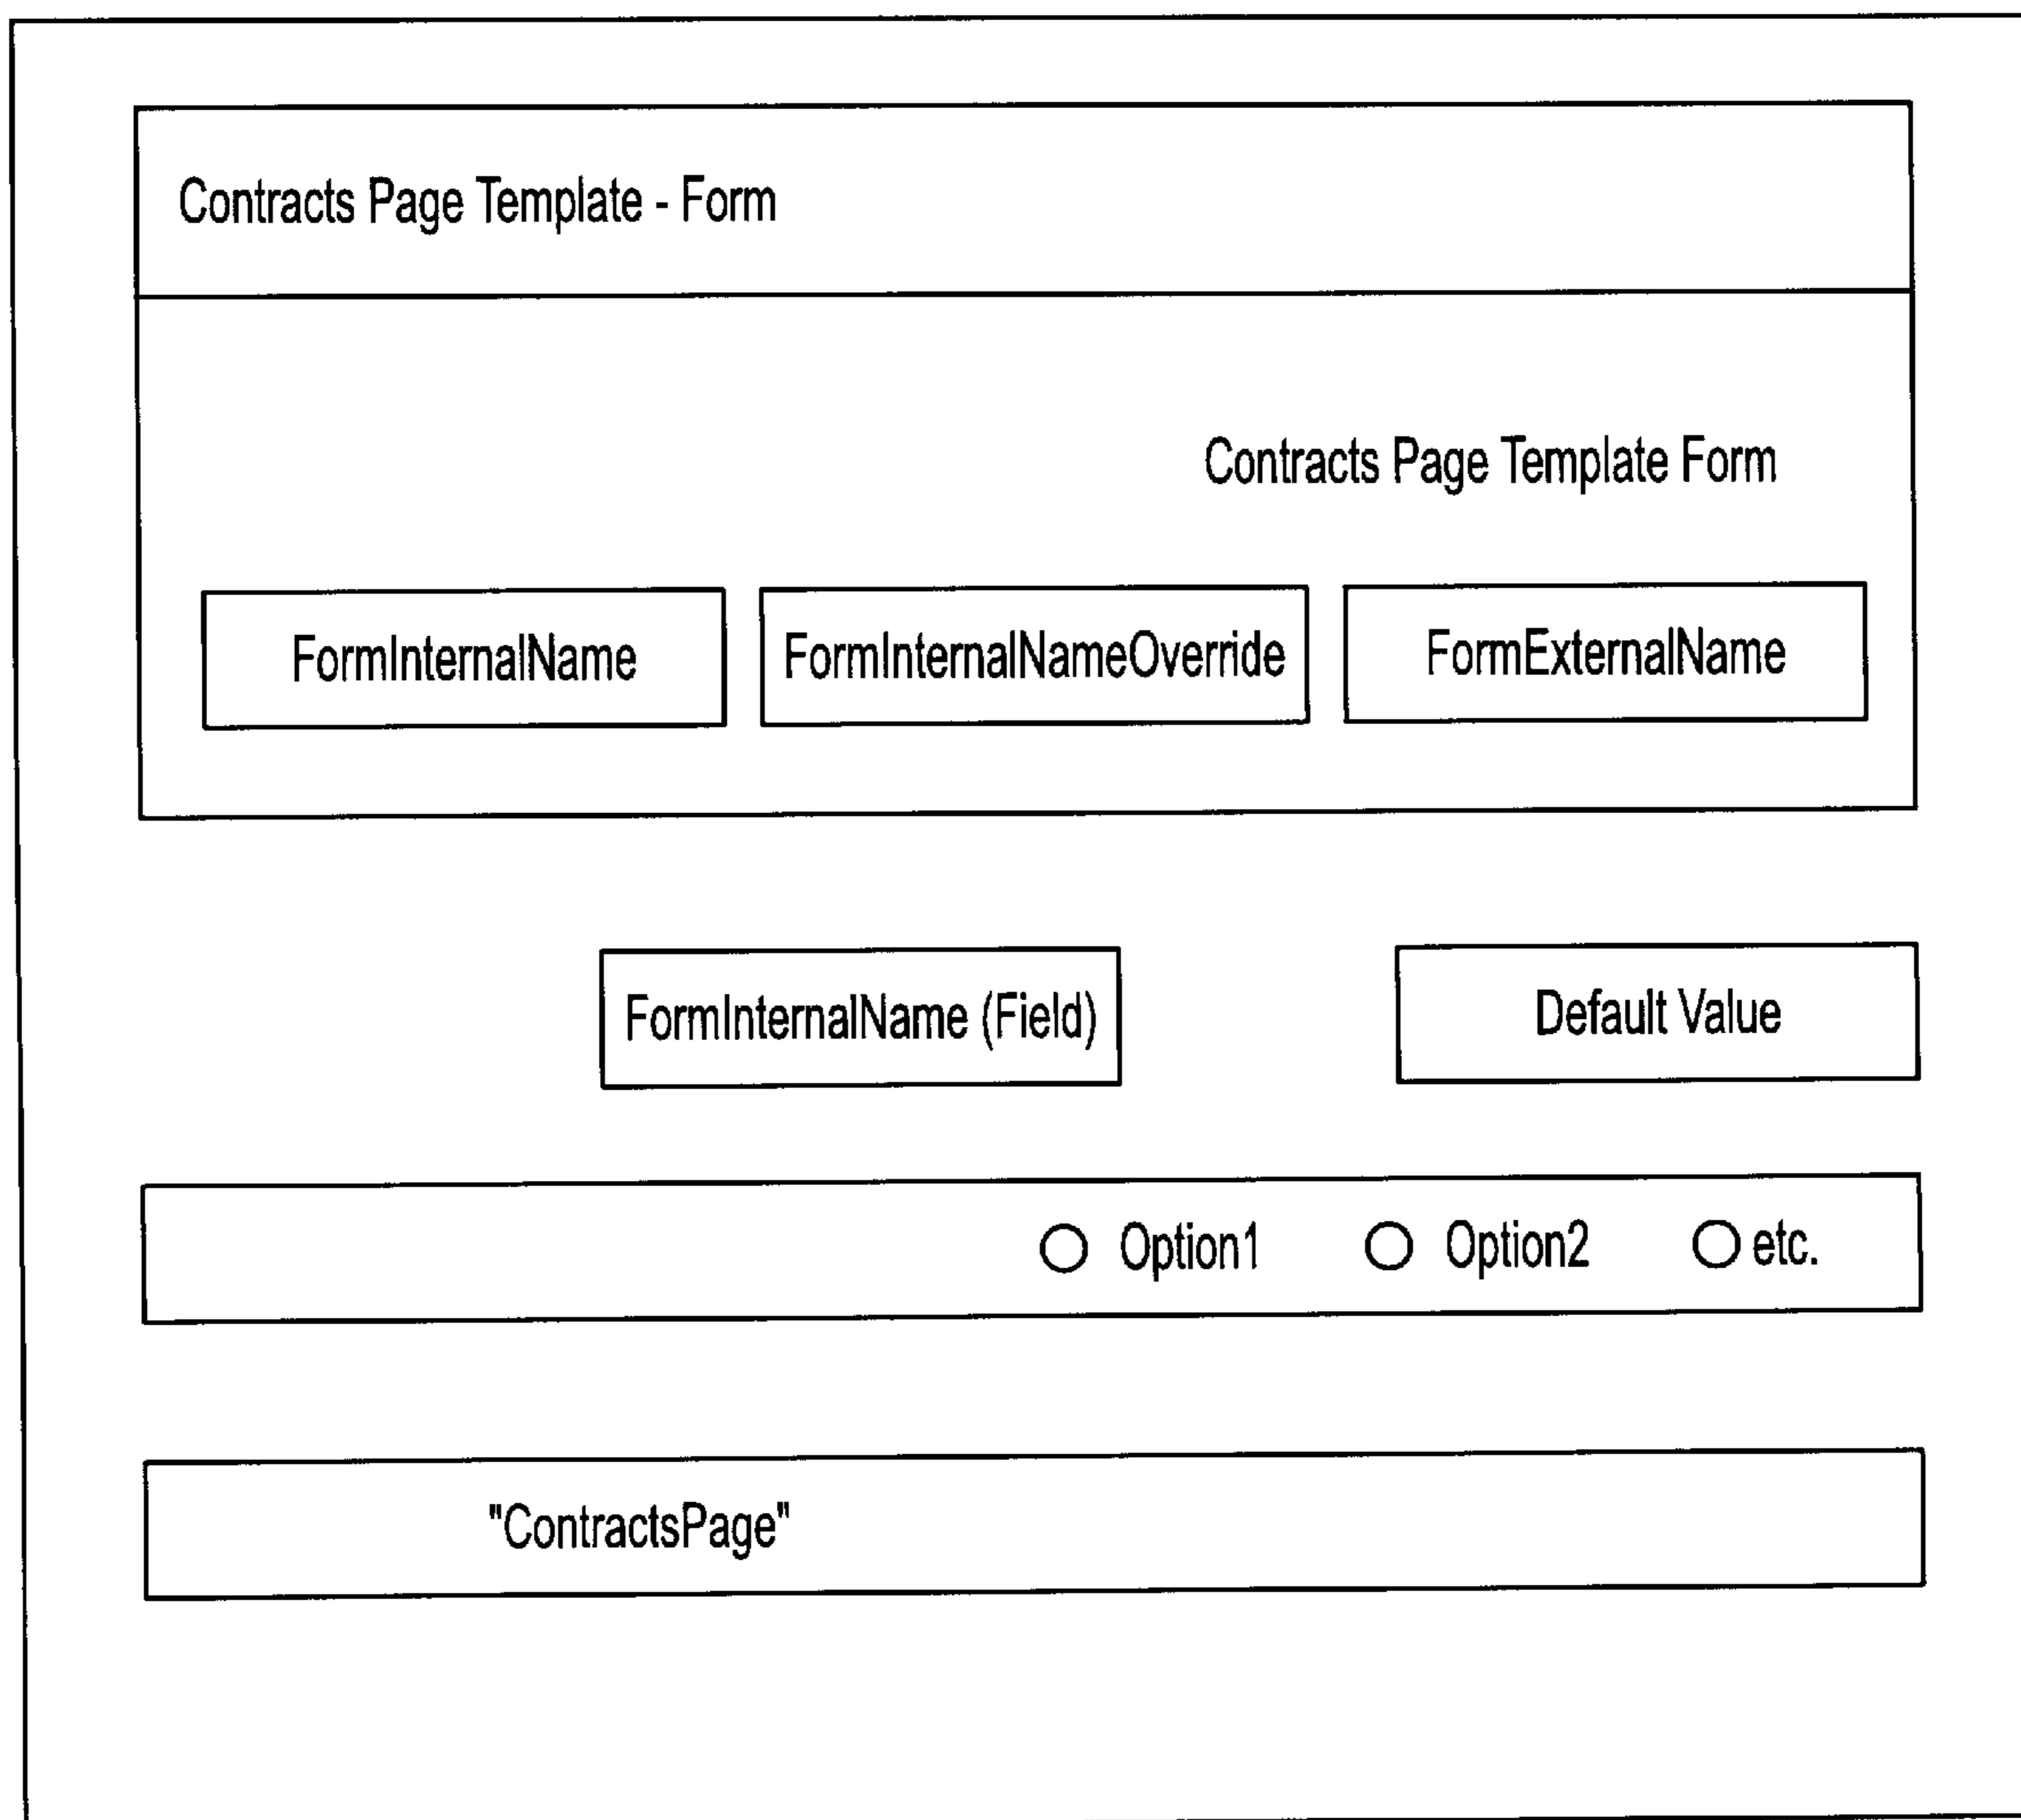 Contracts Page Template - Form
Contracts Page Template Form
FormInternalName FormInternalNameOverride FormExternalName
FormInternalName (Field) Default Value
Option1 Option2 etc.
"ContractsPage"